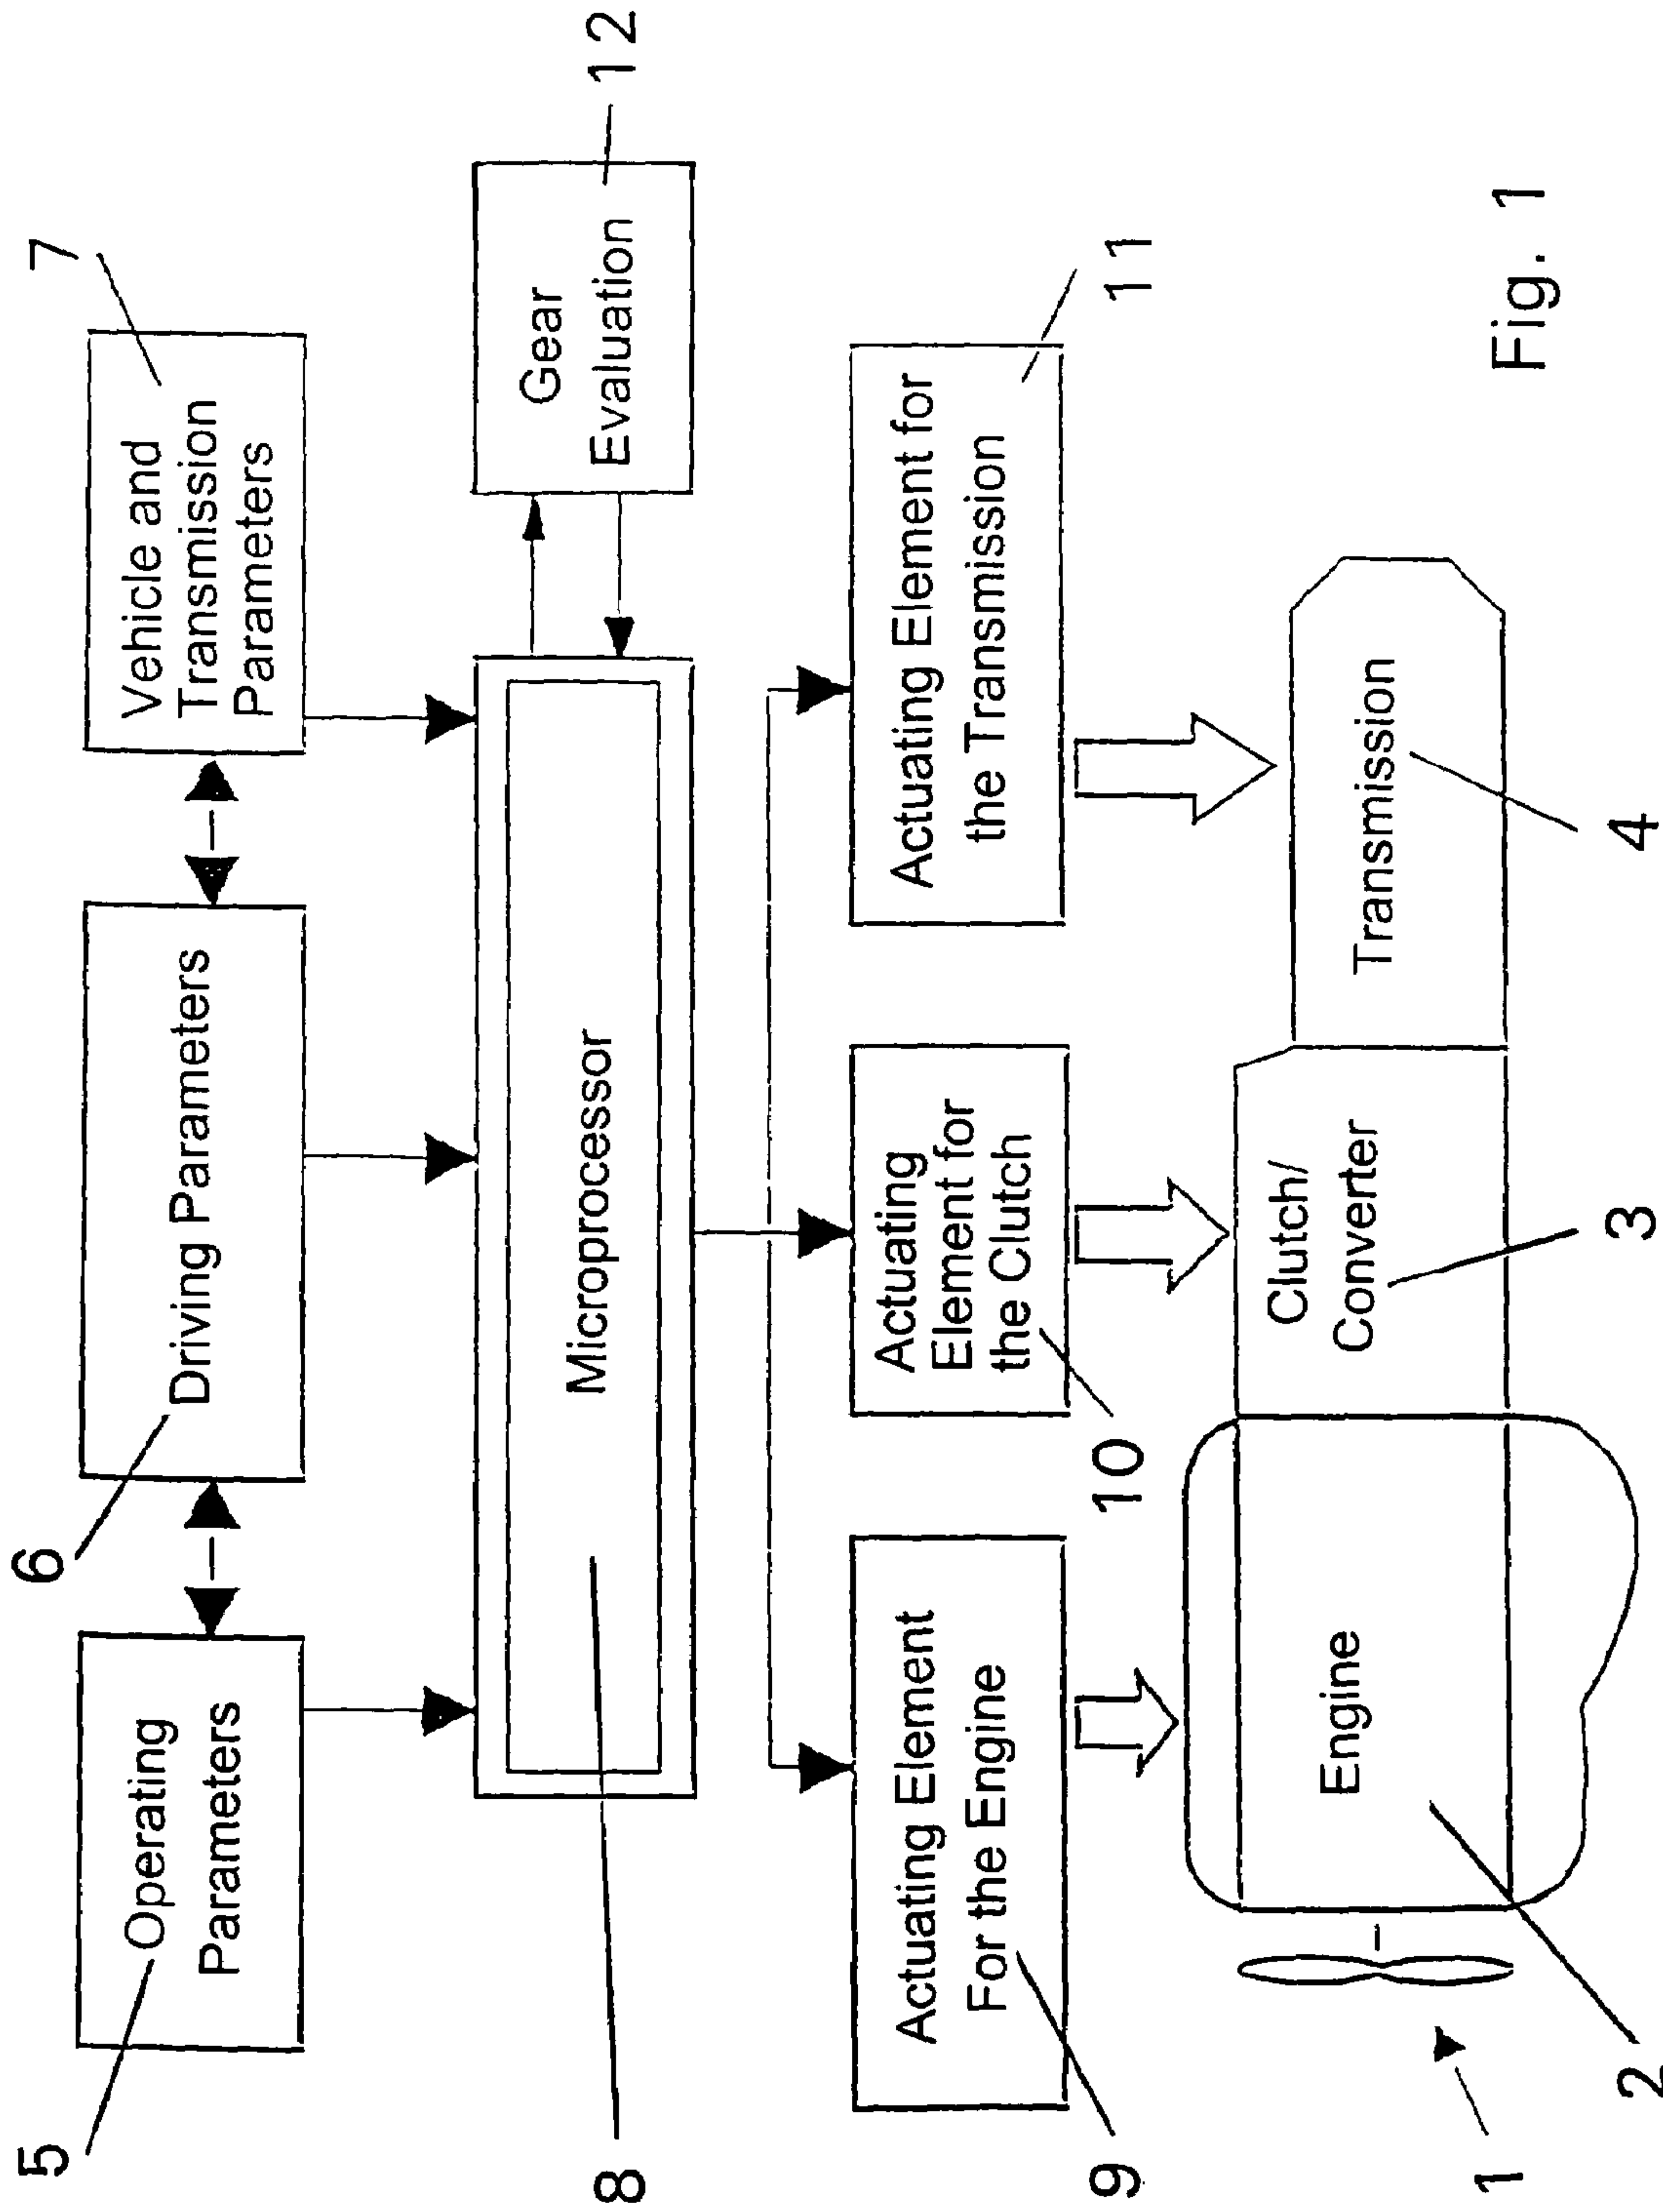 5
Operating
Parameters
6
Driving Parameters
7
Vehicle and
Transmission
Parameters
8
Microprocessor
Gear
Evaluation
12
9
Actuating Element
For the Engine
10
Actuating
Element for
the Clutch
Actuating Element for
the Transmission
11
1
2
Engine
Clutch/
Converter
3
Transmission
4
Fig. 1